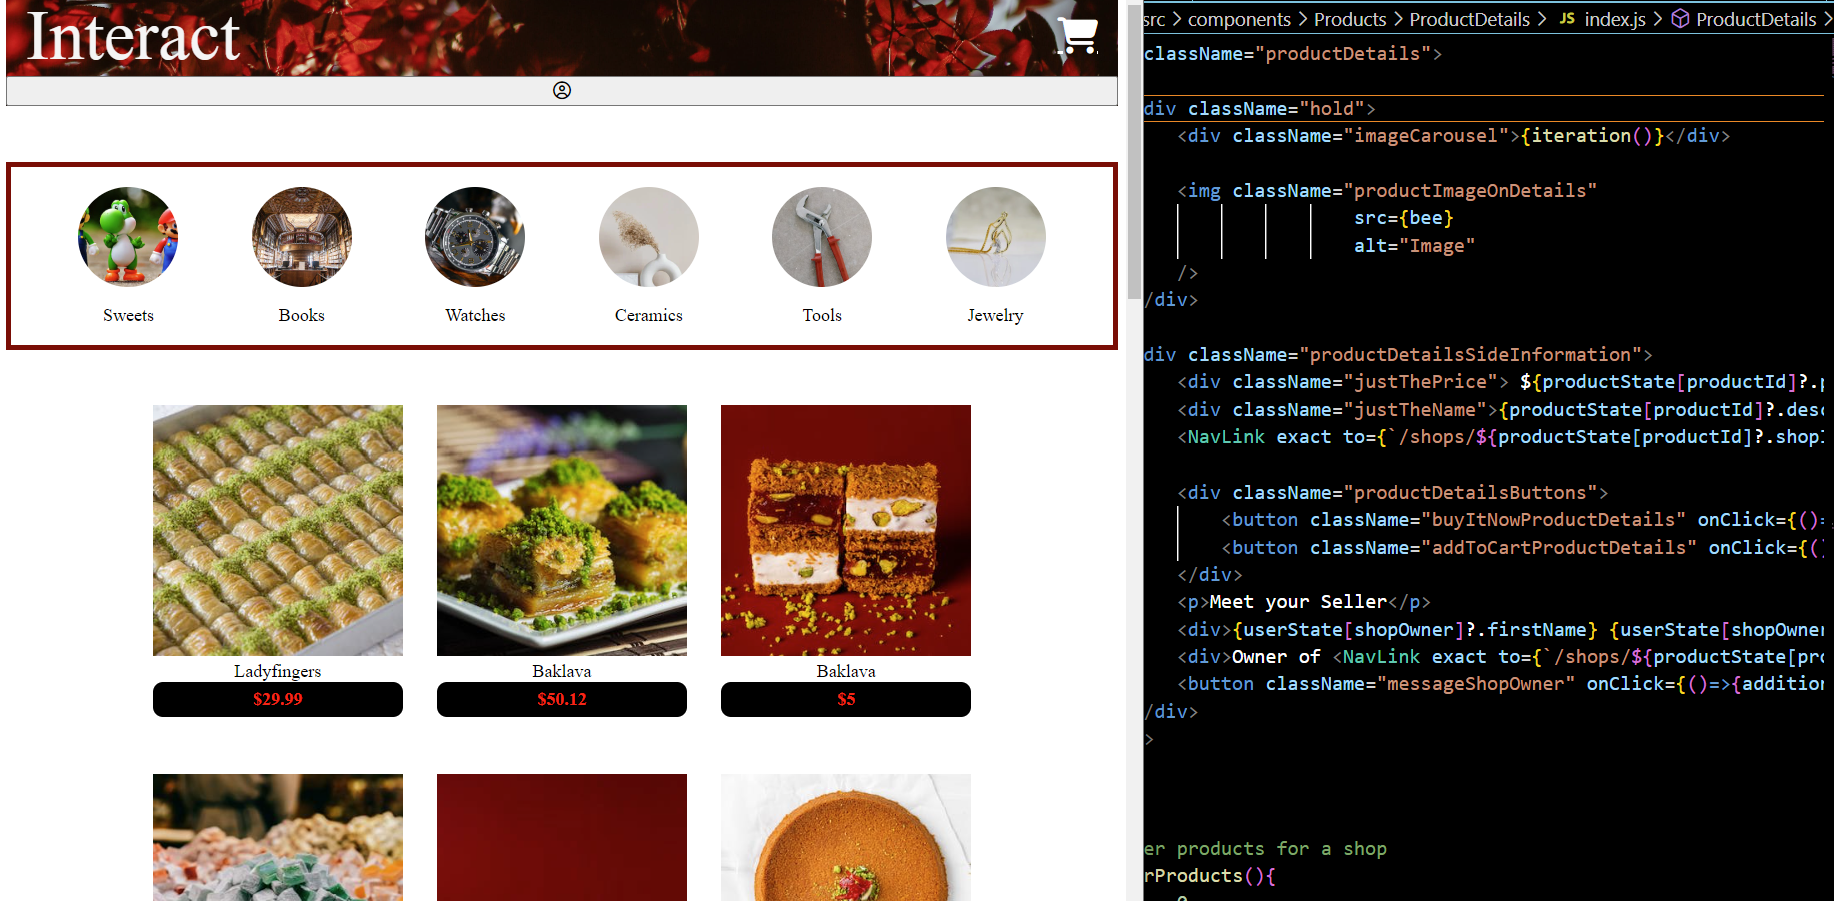 Interact
Sweets
Books
Watches
Ceramics
Tools
Jewelry
Ladyfingers
Baklava
Baklava
$29.99
$50.12
$5
src > components > Products > ProductDetails > JS index.js > ProductDetails >
className="productDetails">
div className="hold">
<div className="imageCarousel">{iteration()}</div>
<img className="productImageOnDetails"
src={bee}
alt="Image"
/>
/div>
div className="productDetailsSideInformation">
<div className="justThePrice"> ${productState[productId]?.p
<div className="justTheName">{productState[productId]?.desc
<NavLink exact to={`/shops/${productState[productId]?.shopI
<div className="productDetailsButtons">
<button className="buyItNowProductDetails" onClick={()=
<button className="addToCartProductDetails" onClick={()
</div>
<p>Meet your Seller</p>
<div>{userState[shopOwner]?.firstName} {userState[shopOwner
<div>Owner of <NavLink exact to={`/shops/${productState[pro
<button className="messageShopOwner" onClick={()=>{addition
/div>
>
er products for a shop
rProducts(){